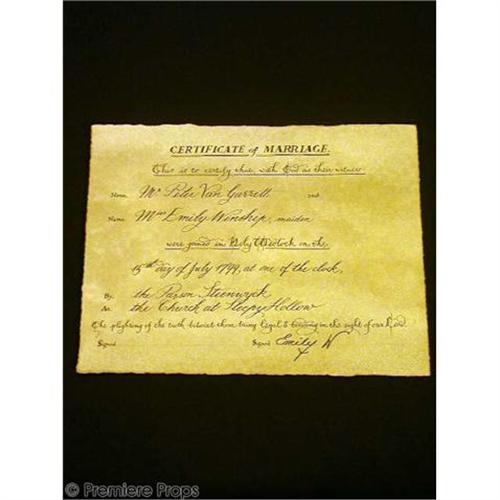 CERTIFICATE of MARRIAGE.
This is to certify that, with God as their witness
Name Mr Peter Van Garrett and
Name Miss Emily Winship, maiden
were joined in Holy Wedlock on the
15th day of July 1799, at one of the clock,
By the Parson Steenwyck
At the Church at Sleepy Hollow
The plighting of the troth betwixt them being legal & binding in the sight of our Lord.
Signed Signed Emily W
X
© Premiere Props